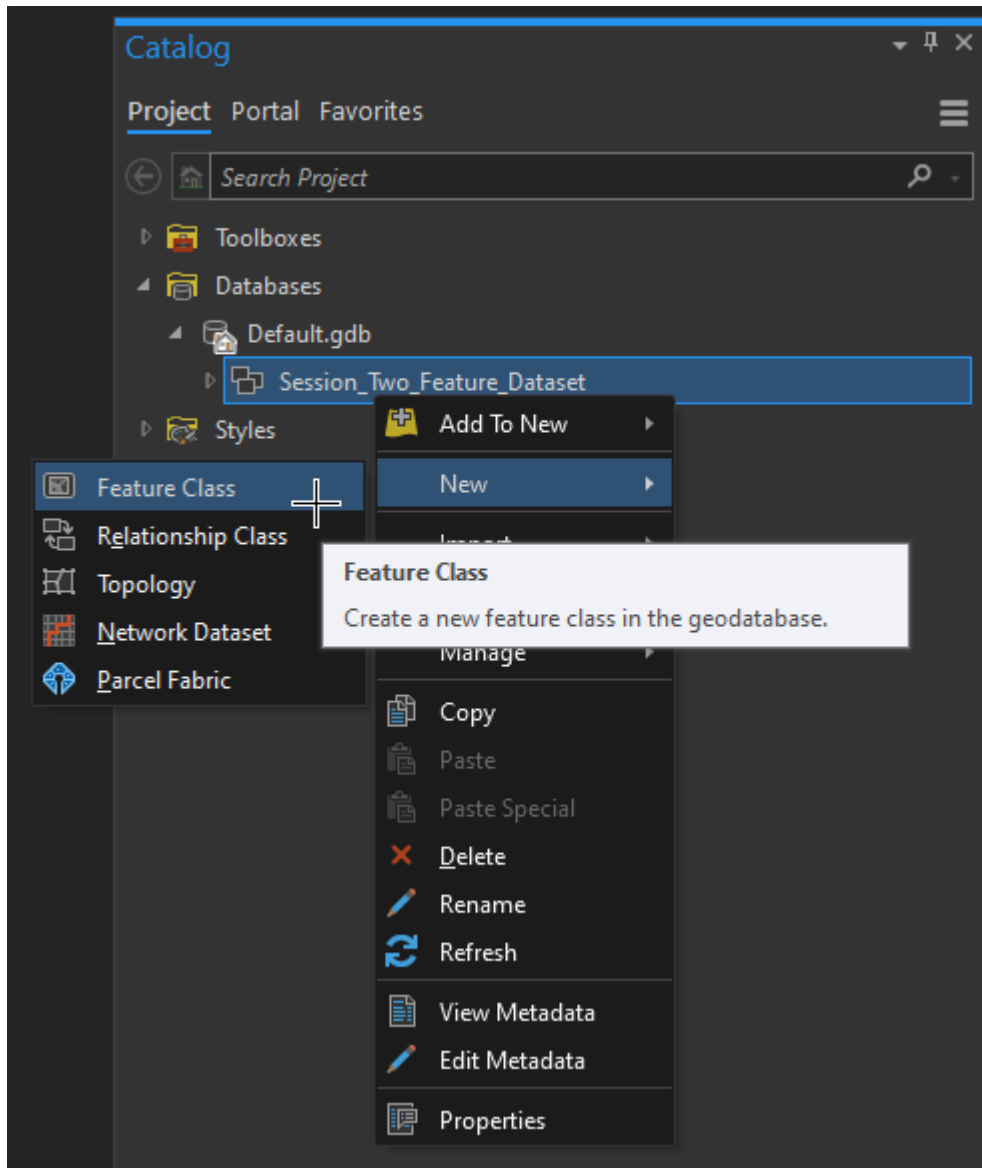 Catalog
Project Portal Favorites
Search Project
Toolboxes
Databases
Default.gdb
Session_Two_Feature_Dataset
Styles
Add To New
New
Feature Class
Relationship Class
Topology
Network Dataset
Parcel Fabric
Import
Feature Class
Create a new feature class in the geodatabase.
Manage
Copy
Paste
Paste Special
Delete
Rename
Refresh
View Metadata
Edit Metadata
Properties